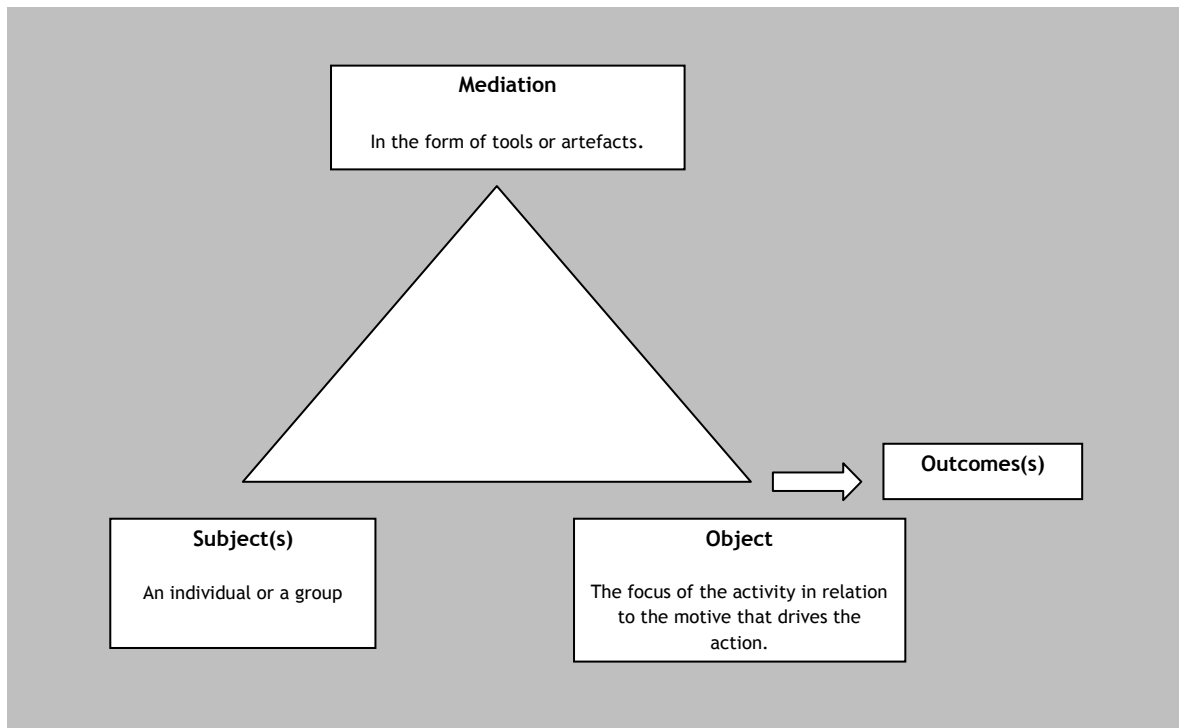 Mediation
In the form of tools or artefacts.
Outcomes(s)
Subject(s)
An individual or a group
Object
The focus of the activity in relation
to the motive that drives the
action.